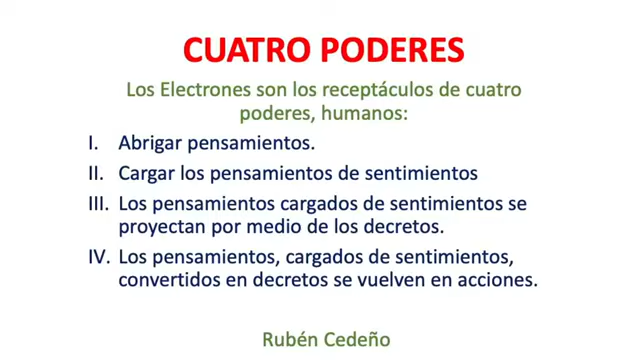 CUATRO PODERES
Los Electrones son los receptáculos de cuatro
poderes, humanos:
I. Abrigar pensamientos.
II. Cargar los pensamientos de sentimientos
III. Los pensamientos cargados de sentimientos se
proyectan por medio de los decretos.
IV. Los pensamientos, cargados de sentimientos,
convertidos en decretos se vuelven en acciones.
Rubén Cedeño